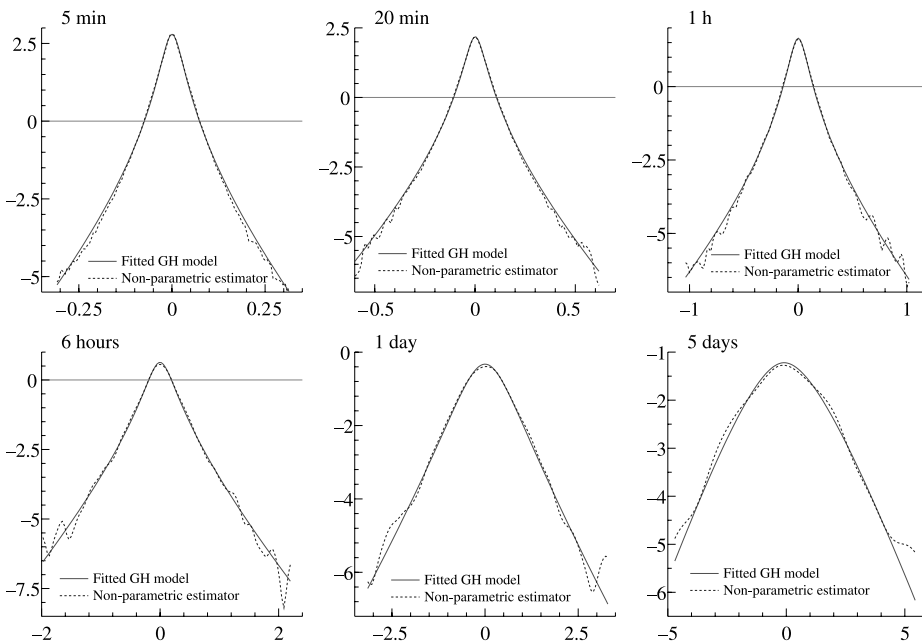 5 min
2.5
0
−2.5
−5
Fitted GH model
Non-parametric estimator
−0.25 0 0.25
20 min
2.5
0
−2.5
−5
Fitted GH model
Non-parametric estimator
−0.5 0 0.5
1 h
0
−2.5
−5
Fitted GH model
Non-parametric estimator
−1 0 1
6 hours
0
−2.5
−5
−7.5
Fitted GH model
Non-parametric estimator
−2 0 2
1 day
0
−2
−4
−6
Fitted GH model
Non-parametric estimator
−2.5 0 2.5
5 days
−1
−2
−3
−4
−5
−6
Fitted GH model
Non-parametric estimator
−5 0 5